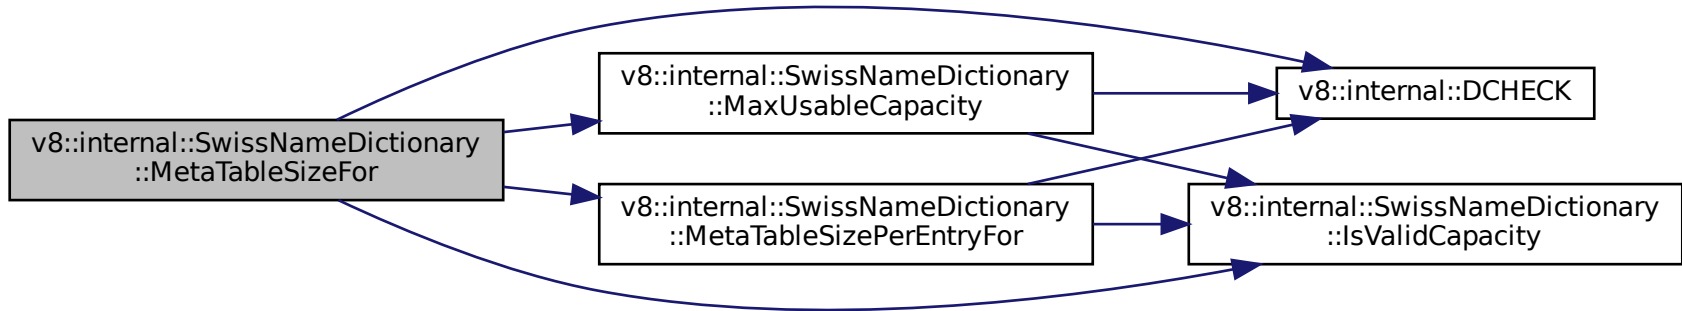 v8::internal::SwissNameDictionary
::MetaTableSizeFor
v8::internal::SwissNameDictionary
::MaxUsableCapacity
v8::internal::SwissNameDictionary
::MetaTableSizePerEntryFor
v8::internal::DCHECK
v8::internal::SwissNameDictionary
::IsValidCapacity